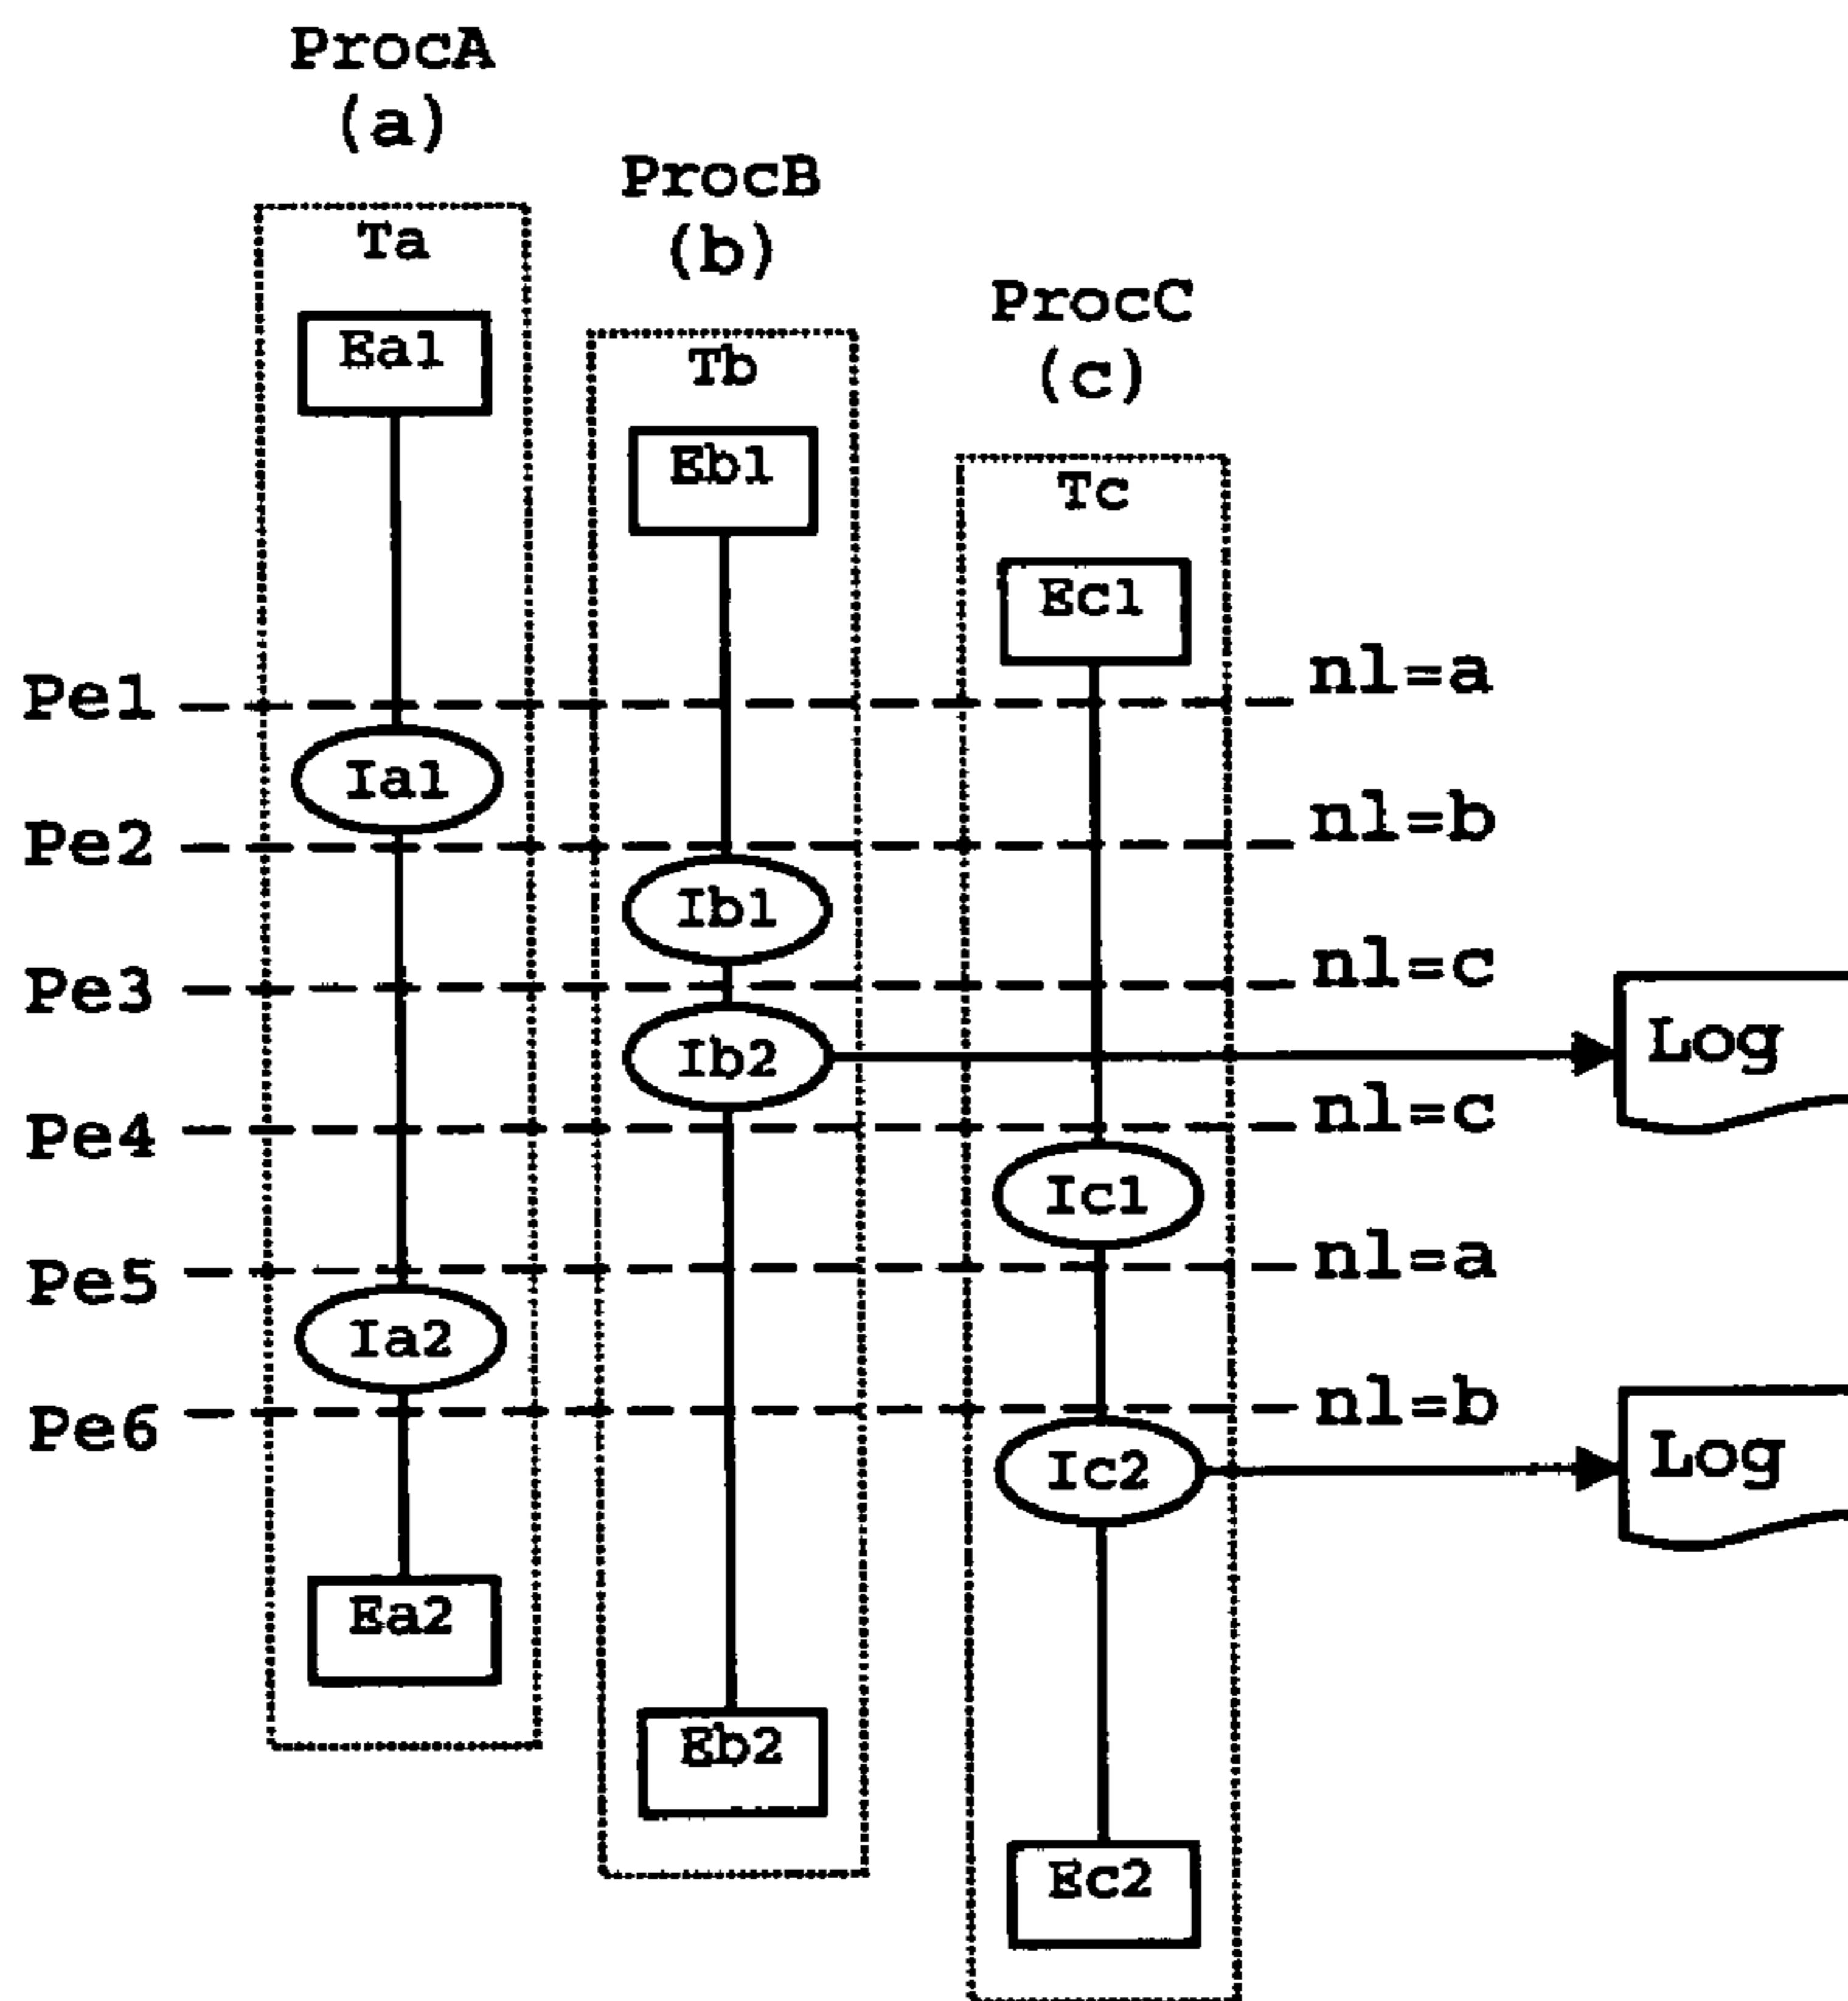 ProcA
(a)
ProcB
(b)
Ta
ProcC
(c)
Ea1
Tb
Eb1
Tc
Ec1
Pe1
nl=a
Ia1
Pe2
nl=b
Ib1
Pe3
nl=c
Ib2
Log
Pe4
nl=c
Ic1
Pe5
nl=a
Ia2
Pe6
nl=b
Ic2
Log
Ea2
Eb2
Ec2